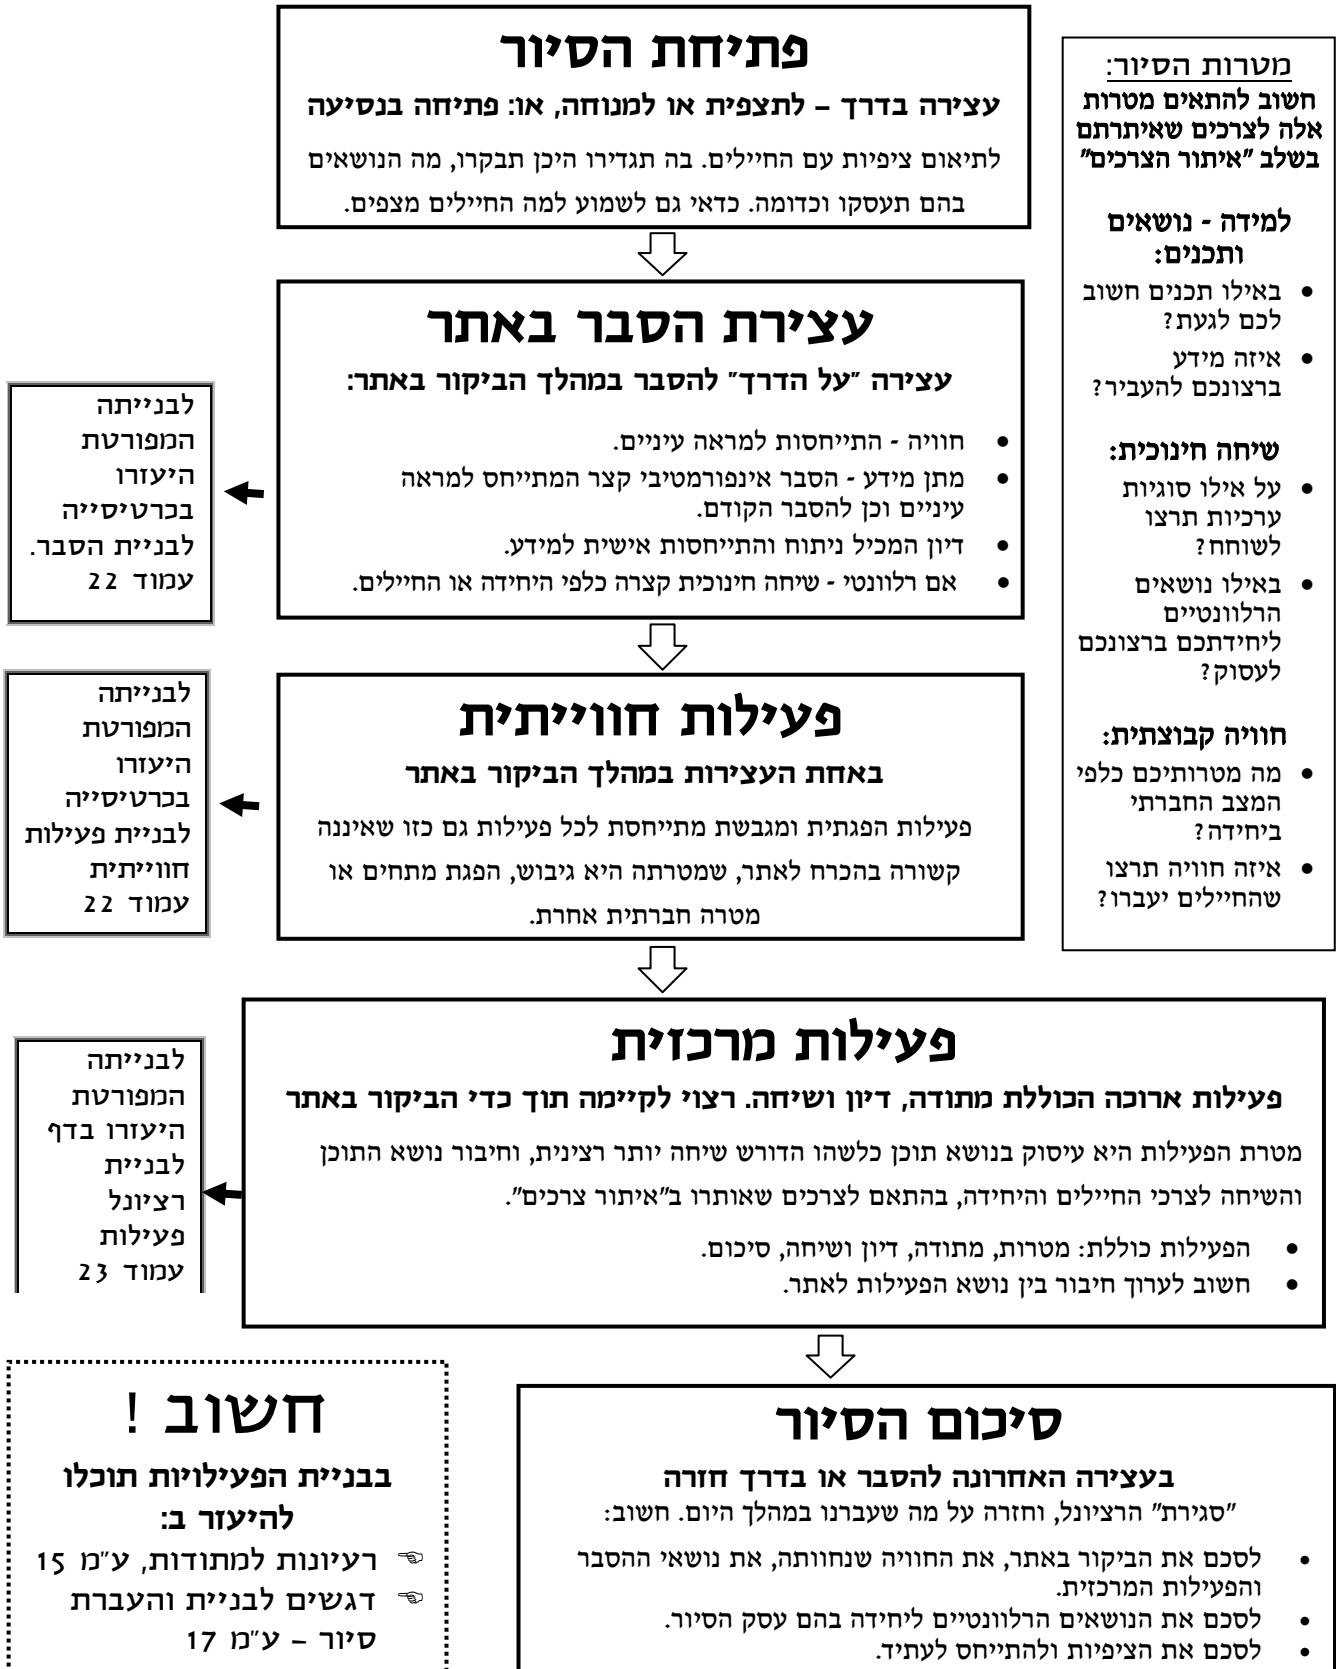 פתיחת הסיור
עצירה בדרך – לתצפית או למנוחה, או: פתיחה בנסיעה
לתיאום ציפיות עם החיילים. בה תגדירו היכן תבקרו, מה הנושאים
בהם תעסקו וכדומה. כדאי גם לשמוע למה החיילים מצפים.
מטרות הסיור:
חשוב להתאים מטרות
אלה לצרכים שאיתרתם
בשלב "איתור הצרכים"
למידה - נושאים
ותכנים:
• באילו תכנים חשוב
לכם לגעת?
• איזה מידע
ברצונכם להעביר?
שיחה חינוכית:
• על אילו סוגיות
ערכיות תרצו
לשוחח?
• באילו נושאים
הרלוונטיים
ליחידתכם ברצונכם
לעסוק?
חוויה קבוצתית:
• מה מטרותיכם כלפי
המצב החברתי
ביחידה?
• איזה חוויה תרצו
שהחיילים יעברו?
עצירת הסבר באתר
עצירה "על הדרך" להסבר במהלך הביקור באתר:
• חוויה - התייחסות למראה עיניים.
• מתן מידע - הסבר אינפורמטיבי קצר המתייחס למראה
עיניים וכן להסבר הקודם.
• דיון המכיל ניתוח והתייחסות אישית למידע.
• אם רלוונטי - שיחה חינוכית קצרה כלפי היחידה או החיילים.
לבנייתה
המפורטת
היעזרו
בכרטיסייה
לבניית הסבר.
עמוד 22
פעילות חווייתית
באחת העצירות במהלך הביקור באתר
פעילות הפגתית ומגבשת מתייחסת לכל פעילות גם כזו שאיננה
קשורה בהכרח לאתר, שמטרתה היא גיבוש, הפגת מתחים או
מטרה חברתית אחרת.
לבנייתה
המפורטת
היעזרו
בכרטיסייה
לבניית פעילות
חווייתית
עמוד 22
פעילות מרכזית
פעילות ארוכה הכוללת מתודה, דיון ושיחה. רצוי לקיימה תוך כדי הביקור באתר
מטרת הפעילות היא עיסוק בנושא תוכן כלשהו הדורש שיחה יותר רצינית, וחיבור נושא התוכן
והשיחה לצרכי החיילים והיחידה, בהתאם לצרכים שאותרו ב"איתור צרכים".
• הפעילות כוללת: מטרות, מתודה, דיון ושיחה, סיכום.
• חשוב לערוך חיבור בין נושא הפעילות לאתר.
לבנייתה
המפורטת
היעזרו בדף
לבניית
רציונל
פעילות
עמוד 23
סיכום הסיור
בעצירה האחרונה להסבר או בדרך חזרה
"סגירת" הרציונל, וחזרה על מה שעברנו במהלך היום. חשוב:
• לסכם את הביקור באתר, את החוויה שנחוותה, את נושאי ההסבר
והפעילות המרכזית.
• לסכם את הנושאים הרלוונטיים ליחידה בהם עסק הסיור.
• לסכם את הציפיות ולהתייחס לעתיד.
חשוב !
בבניית הפעילויות תוכלו
להיעזר ב:
☜ רעיונות למתודות, ע"מ 15
☜ דגשים לבניית והעברת
סיור – ע"מ 17